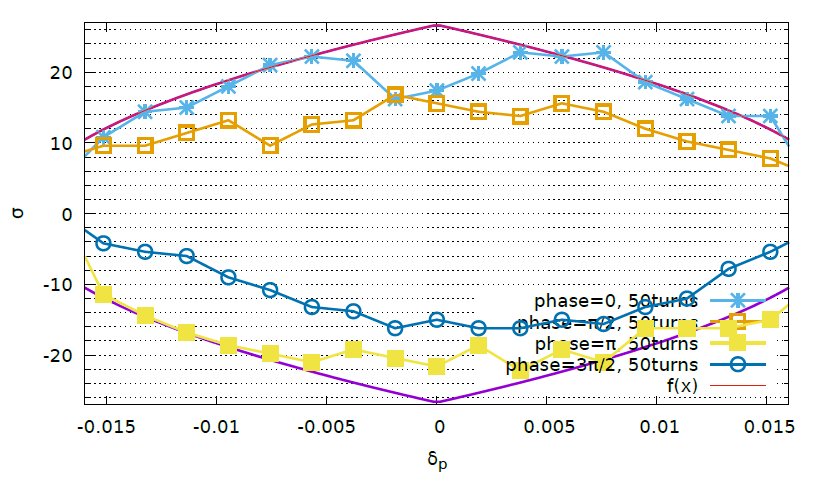 20
10
0
-10
-20
σ
phase=0, 50turns
phase=π/2, 50turns
phase=π, 50turns
phase=3π/2, 50turns
f(x)
-0.015
-0.01
-0.005
0
0.005
0.01
0.015
δp